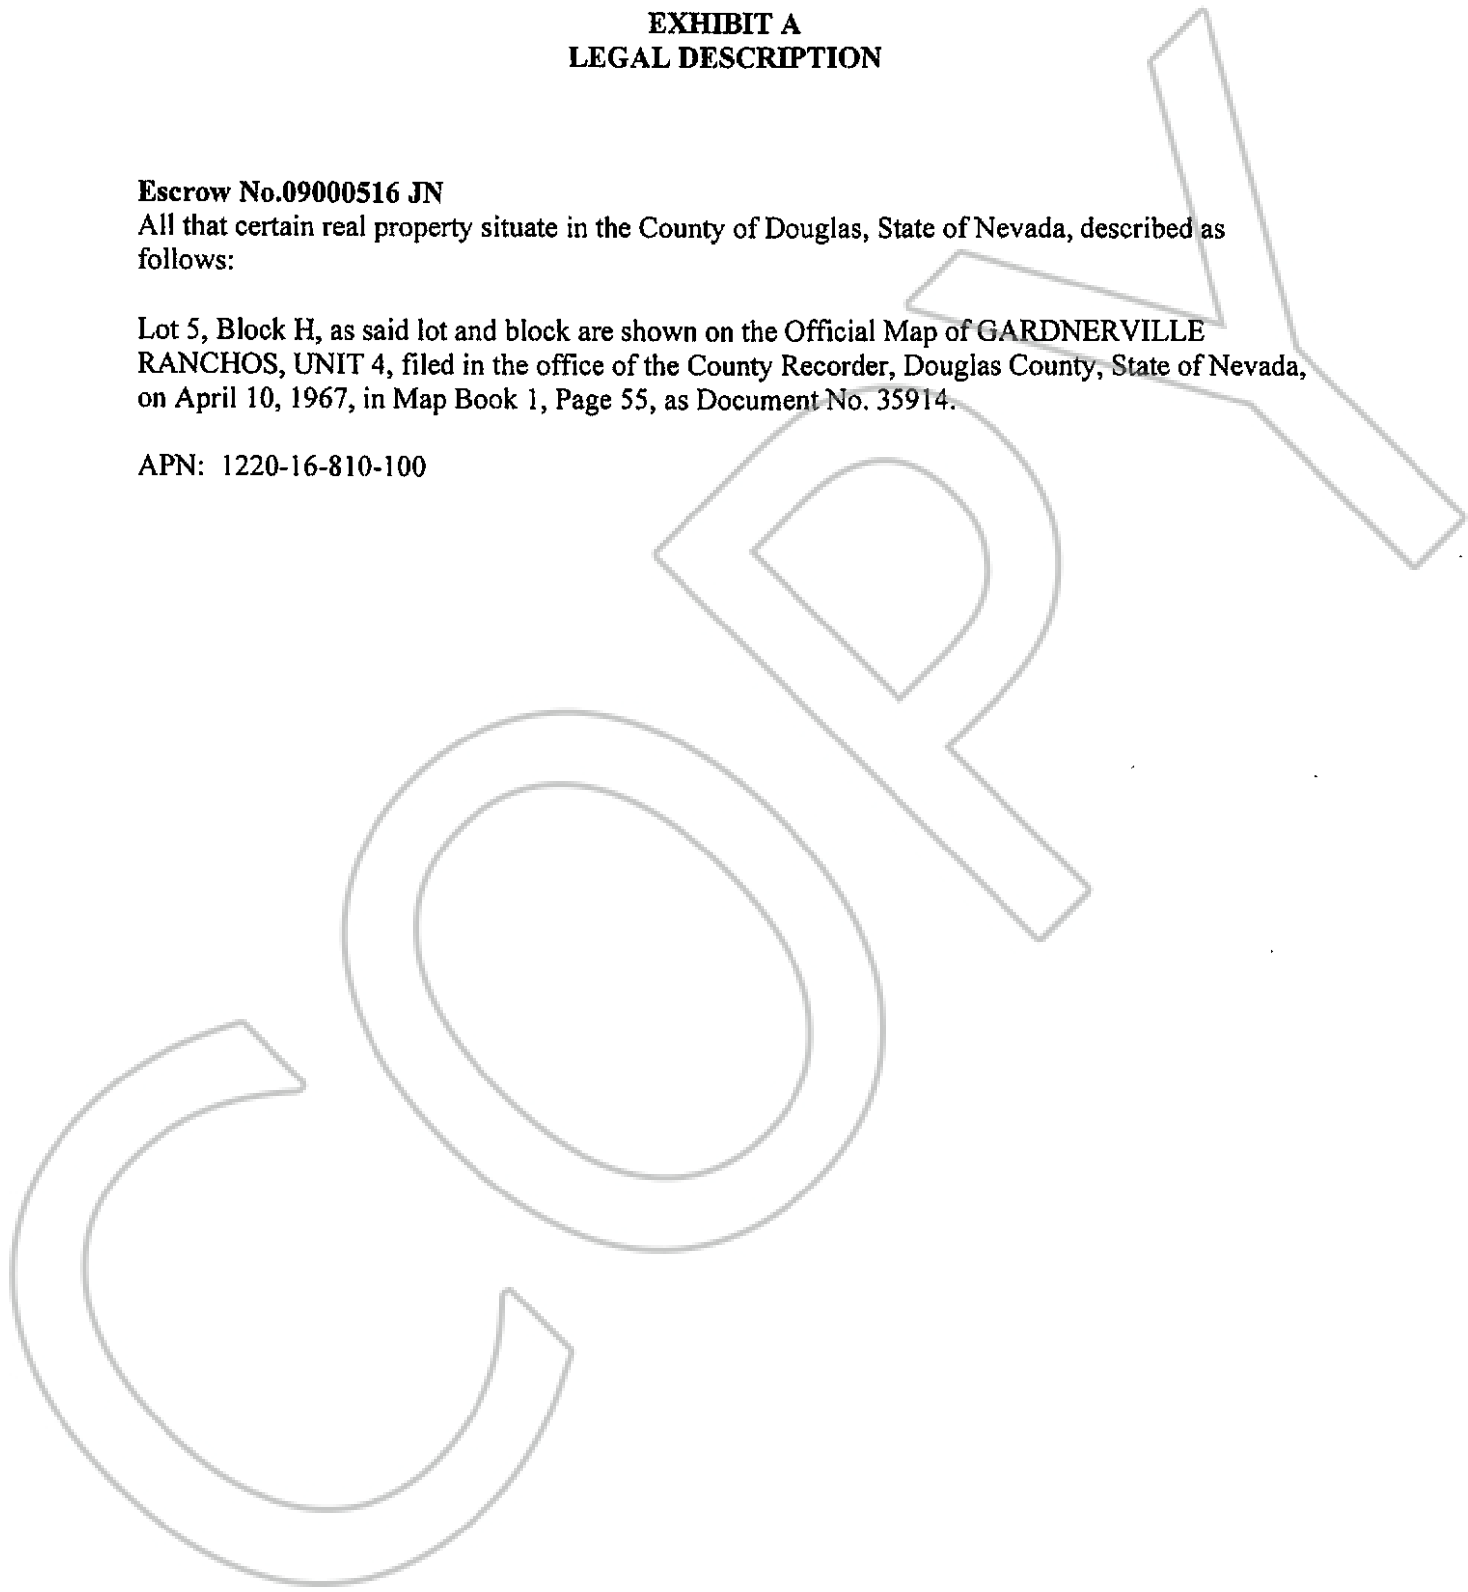 EXHIBIT A
LEGAL DESCRIPTION
Escrow No.09000516 JN
All that certain real property situate in the County of Douglas, State of Nevada, described as
follows:
Lot 5, Block H, as said lot and block are shown on the Official Map of GARDNERVILLE
RANCHOS, UNIT 4, filed in the office of the County Recorder, Douglas County, State of Nevada,
on April 10, 1967, in Map Book 1, Page 55, as Document No. 35914.
APN: 1220-16-810-100
COPY